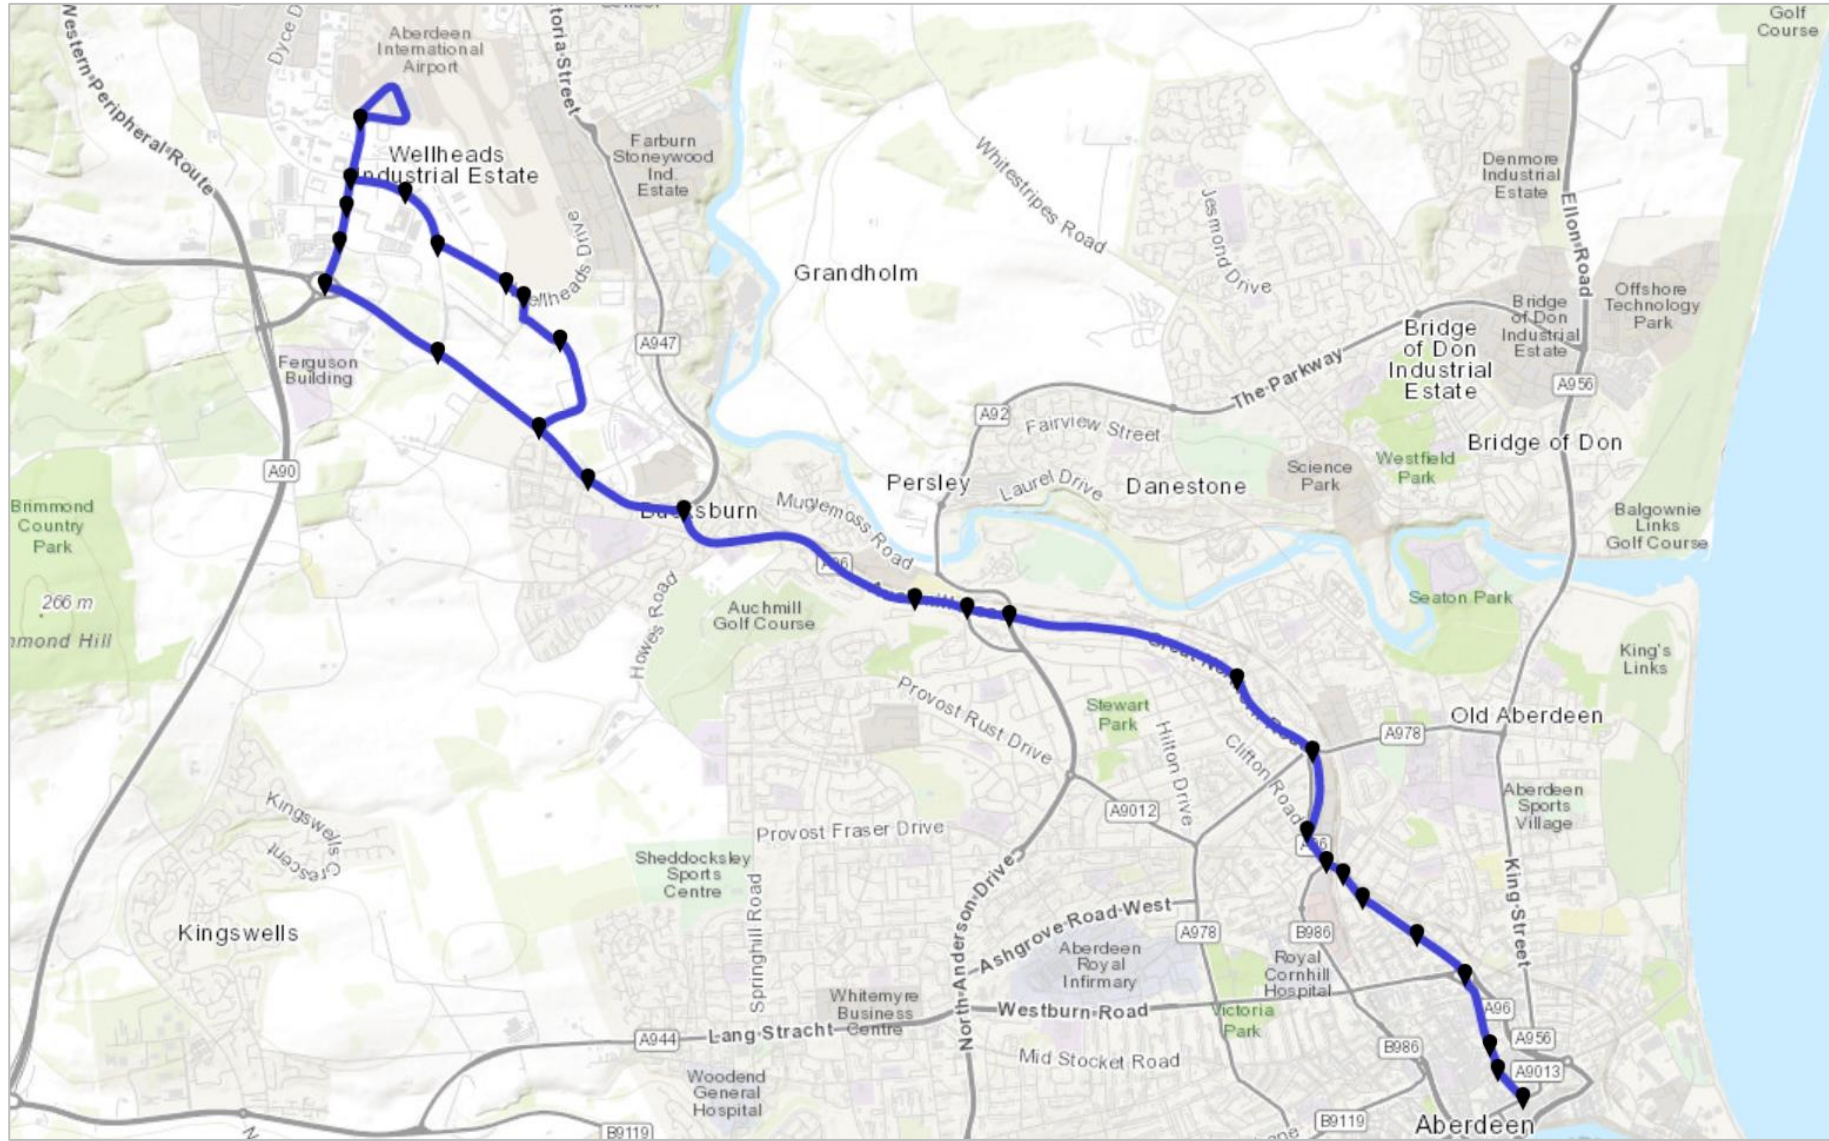 Western Peripheral Route
Dyce D
Aberdeen
International
Airport
toria Street
Golf
Course
Wellheads
Industrial Estate
Farburn
Stoneywood
Ind.
Estate
Whitestripes Road
Jesmond Drive
Denmore
Industrial
Estate
Ellon Road
Grandholm
Offshore
Technology
Park
Bridge
of Don
Industrial
Estate
Bridge
of Don
Industrial
Estate
ellheads Drive
A947
Ferguson
Building
The Parkway
A956
A92
Fairview Street
Bridge of Don
A90
Persley
Laurel Drive
Danestone
Science
Park
Westfield
Park
Brimmond
Country
Park
sburn
Mugiemoss Road
Balgownie
Links
Golf Course
266 m
mmond Hill
Howes Road
Auchmill
Golf Course
Seaton Park
King's
Links
Provost Rust Drive
Stewart
Park
Hilton Drive
Clifton Road
Old Aberdeen
A978
Aberdeen
Sports
Village
Kingswells
Crescent
A9012
Provost Fraser Drive
Sheddocksley
Sports
Centre
Springhill Road
North Anderson Drive
King Street
Kingswells
Ashgrove Road West
A978
B986
Aberdeen
Royal
Infirmary
Royal
Cornhill
Hospital
Whitemyre
Business
Centre
Westburn Road
Victoria
Park
A96
A944
Lang Stracht
A956
B986
Mid Stocket Road
A9013
Woodend
General
Hospital
B9119
B9119
Aberdeen